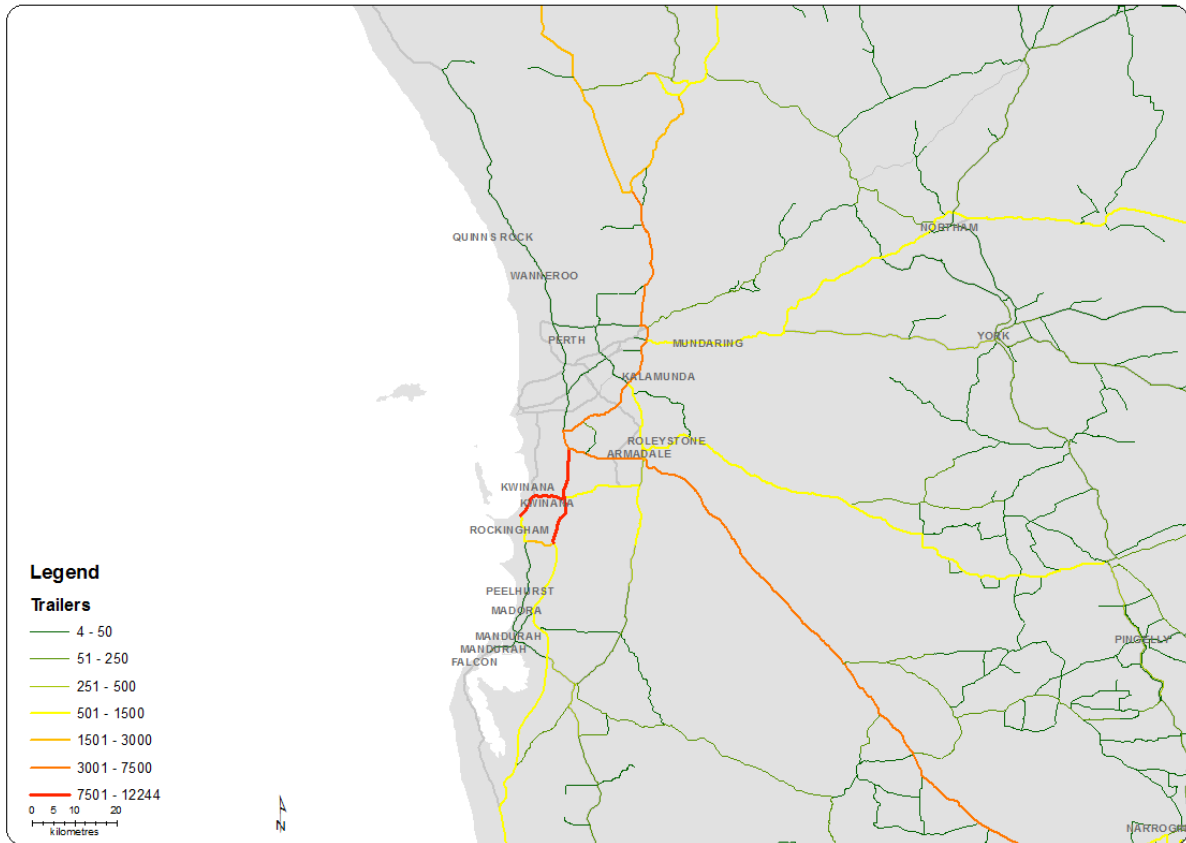 QUINNS ROCK
NORTHAM
WANNEROO
PERTH
MUNDARING
YORK
KALAMUNDA
ROLEYSTONE
ARMADALE
KWINANA
KWINANA
ROCKINGHAM
PEELHURST
MADORA
MANDURAH
MANDURAH
FALCON
PINGELLY
Legend
Trailers
4 - 50
51 - 250
251 - 500
501 - 1500
1501 - 3000
3001 - 7500
7501 - 12244
0 5 10 20
kilometres
N
NARROGIN